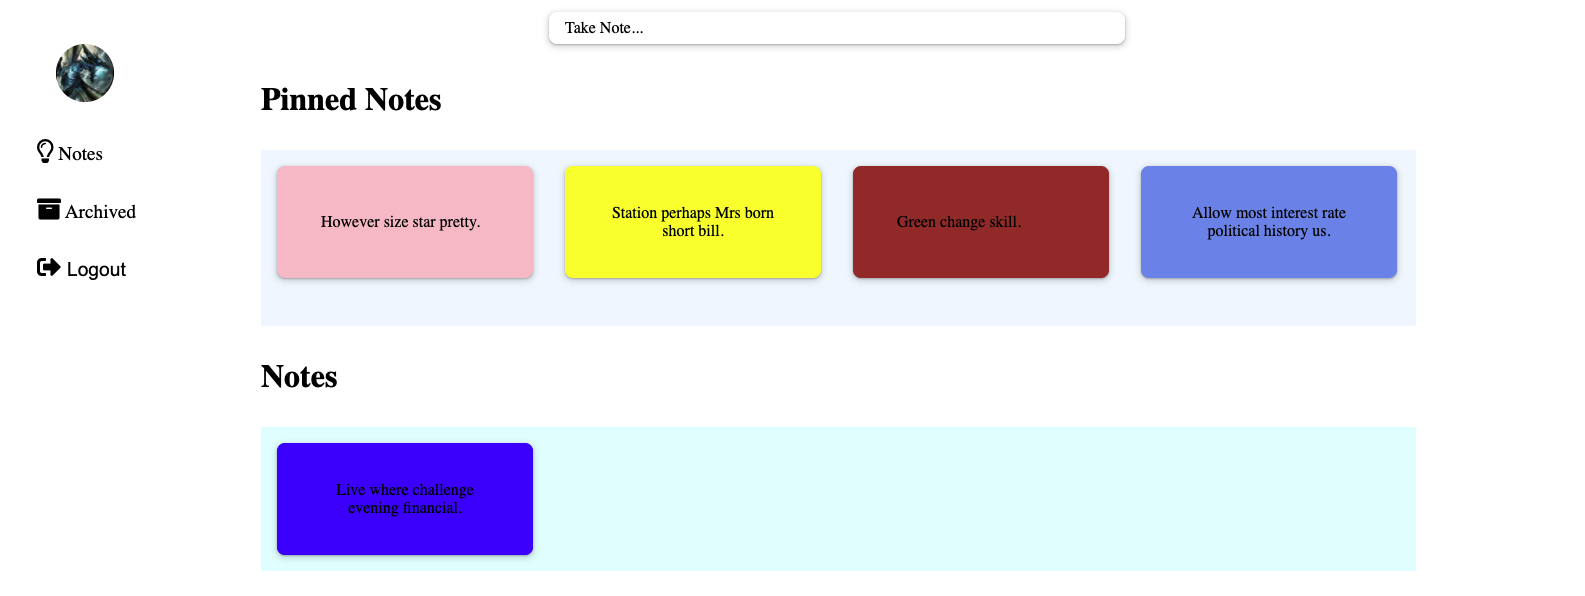 Take Note...
Notes
Archived
Logout
Pinned Notes
However size star pretty.
Station perhaps Mrs born
short bill.
Green change skill.
Allow most interest rate
political history us.
Notes
Live where challenge
evening financial.